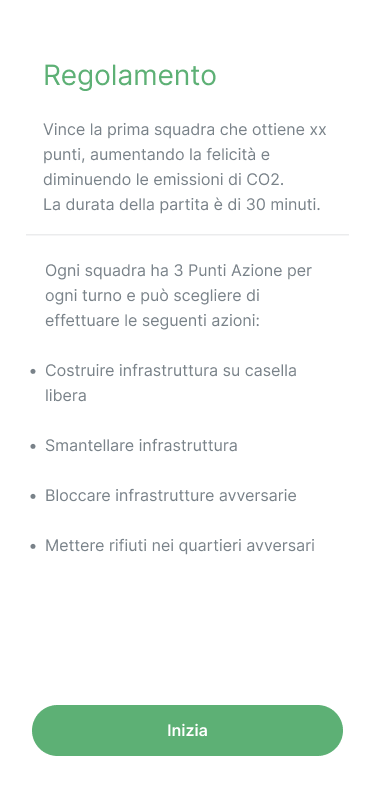 Regolamento
Vince la prima squadra che ottiene xx
punti, aumentando la felicità e
diminuendo le emissioni di CO2.
La durata della partita è di 30 minuti.
Ogni squadra ha 3 Punti Azione per
ogni turno e può scegliere di
effettuare le seguenti azioni:
• Costruire infrastruttura su casella
libera
• Smantellare infrastruttura
• Bloccare infrastrutture avversarie
• Mettere rifiuti nei quartieri avversari
Inizia